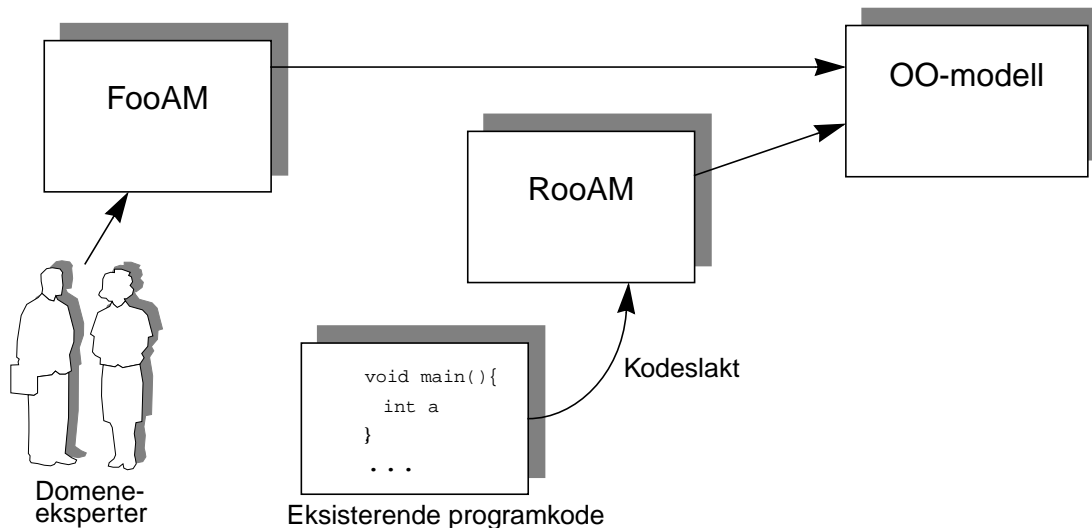 FooAM
OO-modell
RooAM
Kodeslakt
void main(){
int a
}
...
Domene-
eksperter
Eksisterende programkode